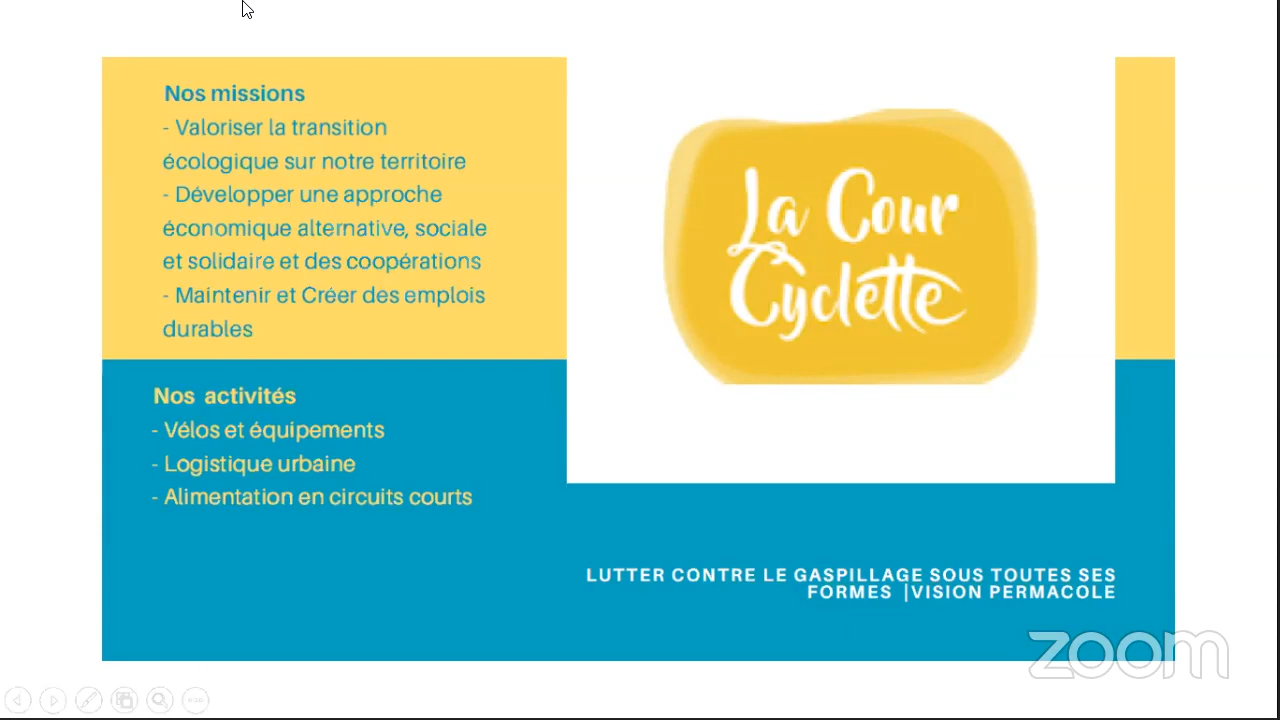 Nos missions
- Valoriser la transition
écologique sur notre territoire
- Développer une approche
économique alternative, sociale
et solidaire et des coopérations
- Maintenir et Créer des emplois
durables
Nos activités
- Vélos et équipements
- Logistique urbaine
- Alimentation en circuits courts
La Cour
Cyclette
LUTTER CONTRE LE GASPILLAGE SOUS TOUTES SES
FORMES |VISION PERMACOLE
zoom